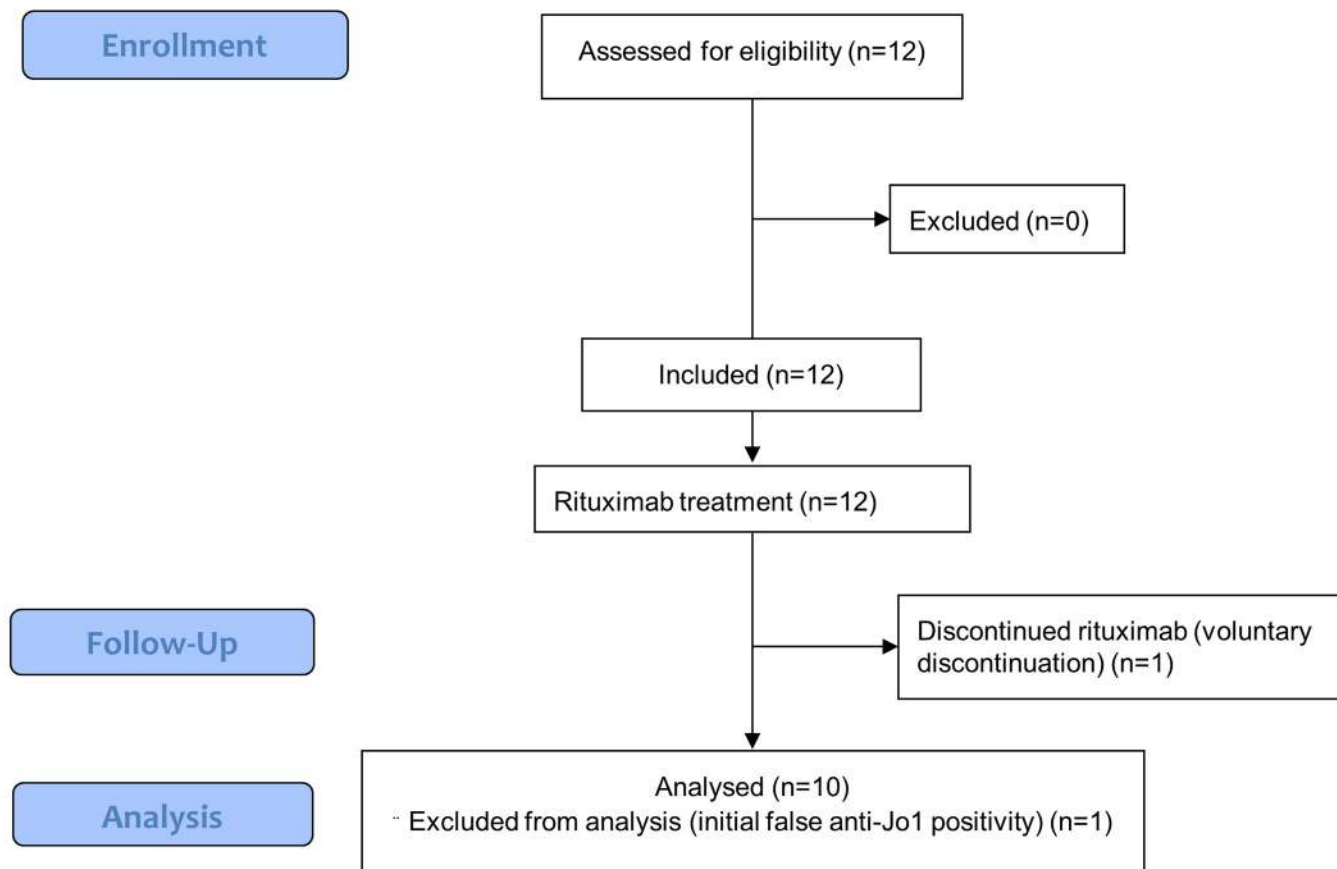 Enrollment
Assessed for eligibility (n=12)
Excluded (n=0)
Included (n=12)
Rituximab treatment (n=12)
Follow-Up
Discontinued rituximab (voluntary
discontinuation) (n=1)
Analysis
Analysed (n=10)
¨ Excluded from analysis (initial false anti-Jo1 positivity) (n=1)